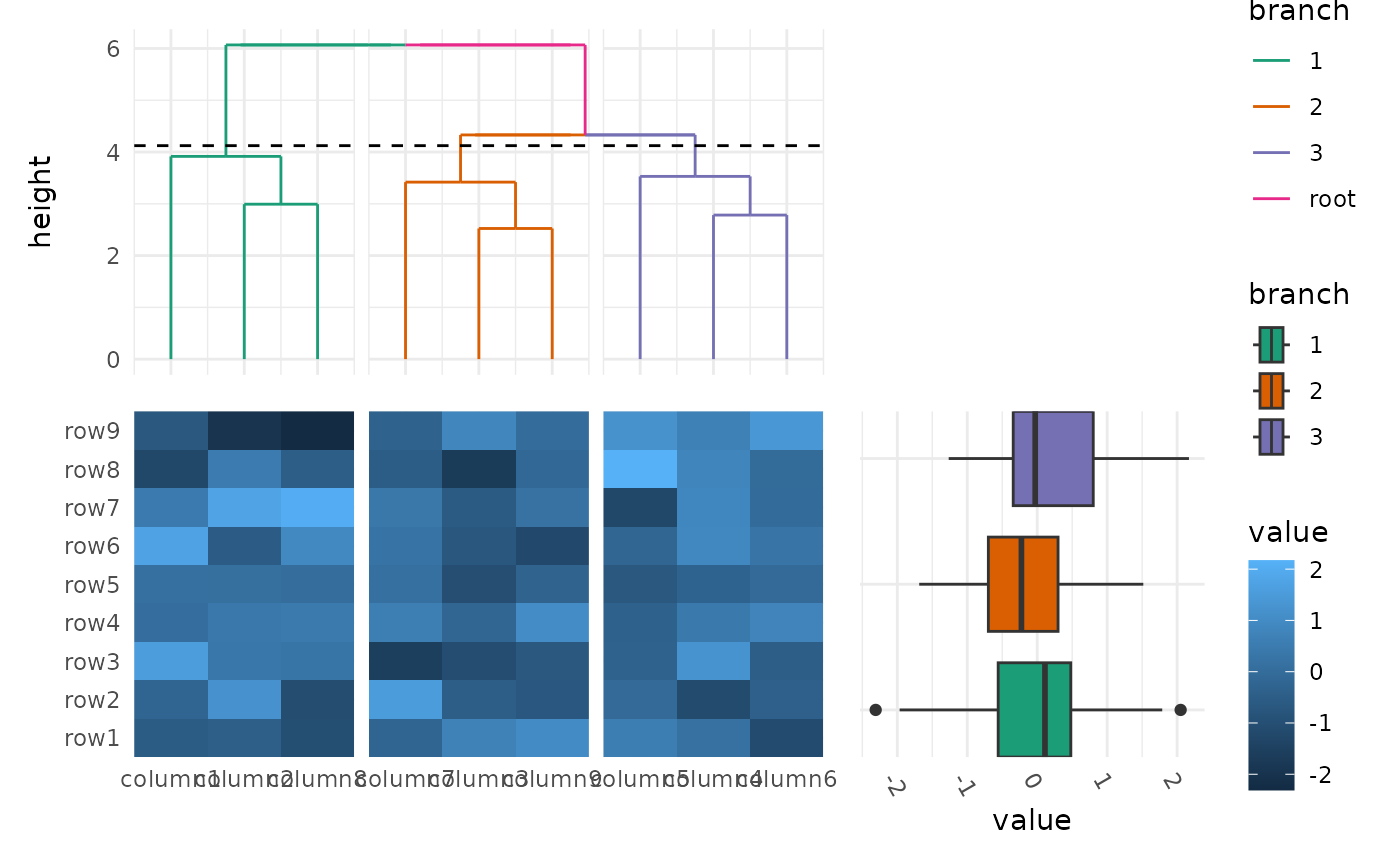 height
6
4
2
0
branch
1
2
3
root
branch
1
2
3
row9
row8
row7
row6
row5
row4
row3
row2
row1
column1 column2 column8 column7 column3 column9 column5 column4 column6
-2 -1 0 1 2
value
value
2
1
0
-1
-2